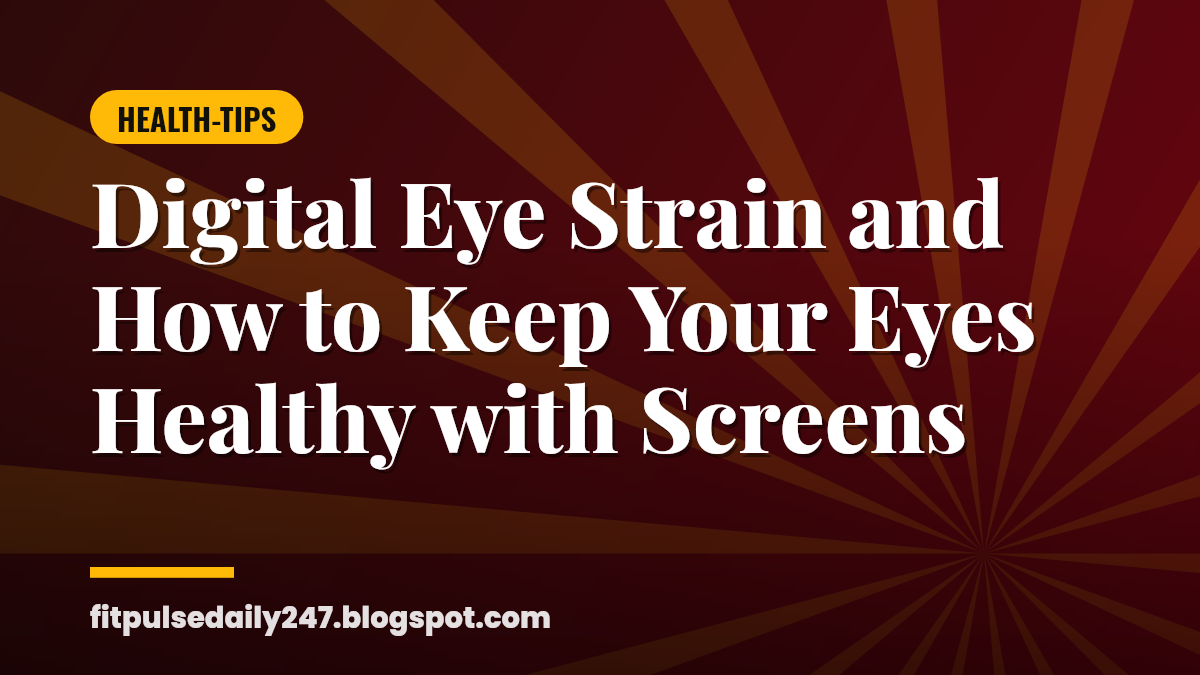 HEALTH-TIPS
Digital Eye Strain and
How to Keep Your Eyes
Healthy with Screens
fitpulsedaily247.blogspot.com